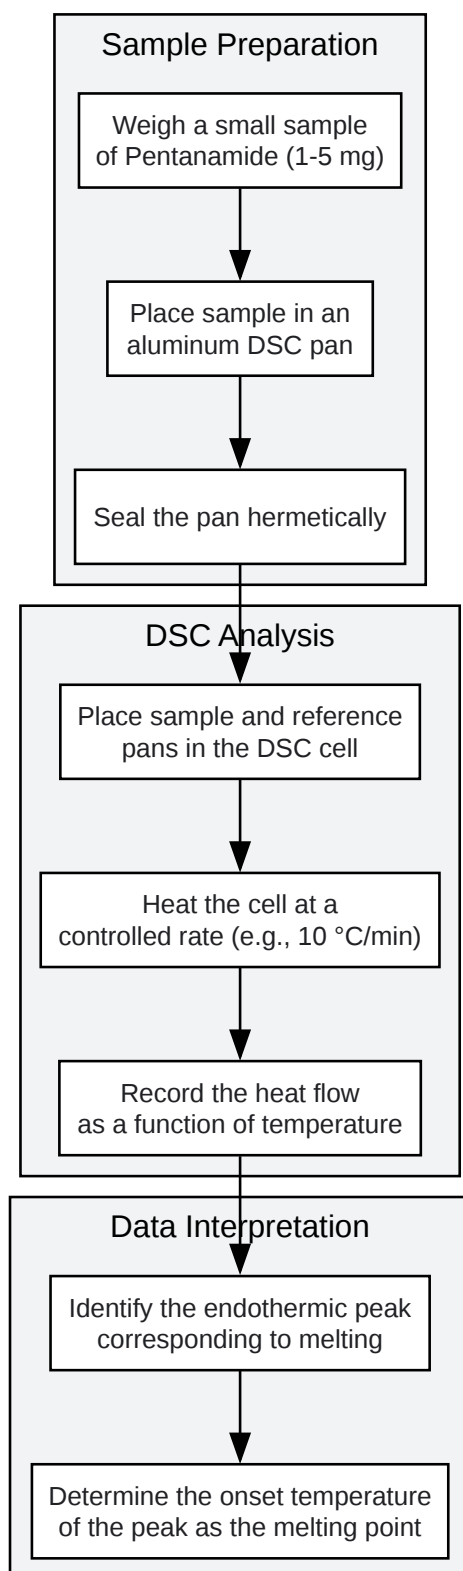 Sample Preparation
Weigh a small sample
of Pentanamide (1-5 mg)
Place sample in an
aluminum DSC pan
Seal the pan hermetically
DSC Analysis
Place sample and reference
pans in the DSC cell
Heat the cell at a
controlled rate (e.g., 10 °C/min)
Record the heat flow
as a function of temperature
Data Interpretation
Identify the endothermic peak
corresponding to melting
Determine the onset temperature
of the peak as the melting point